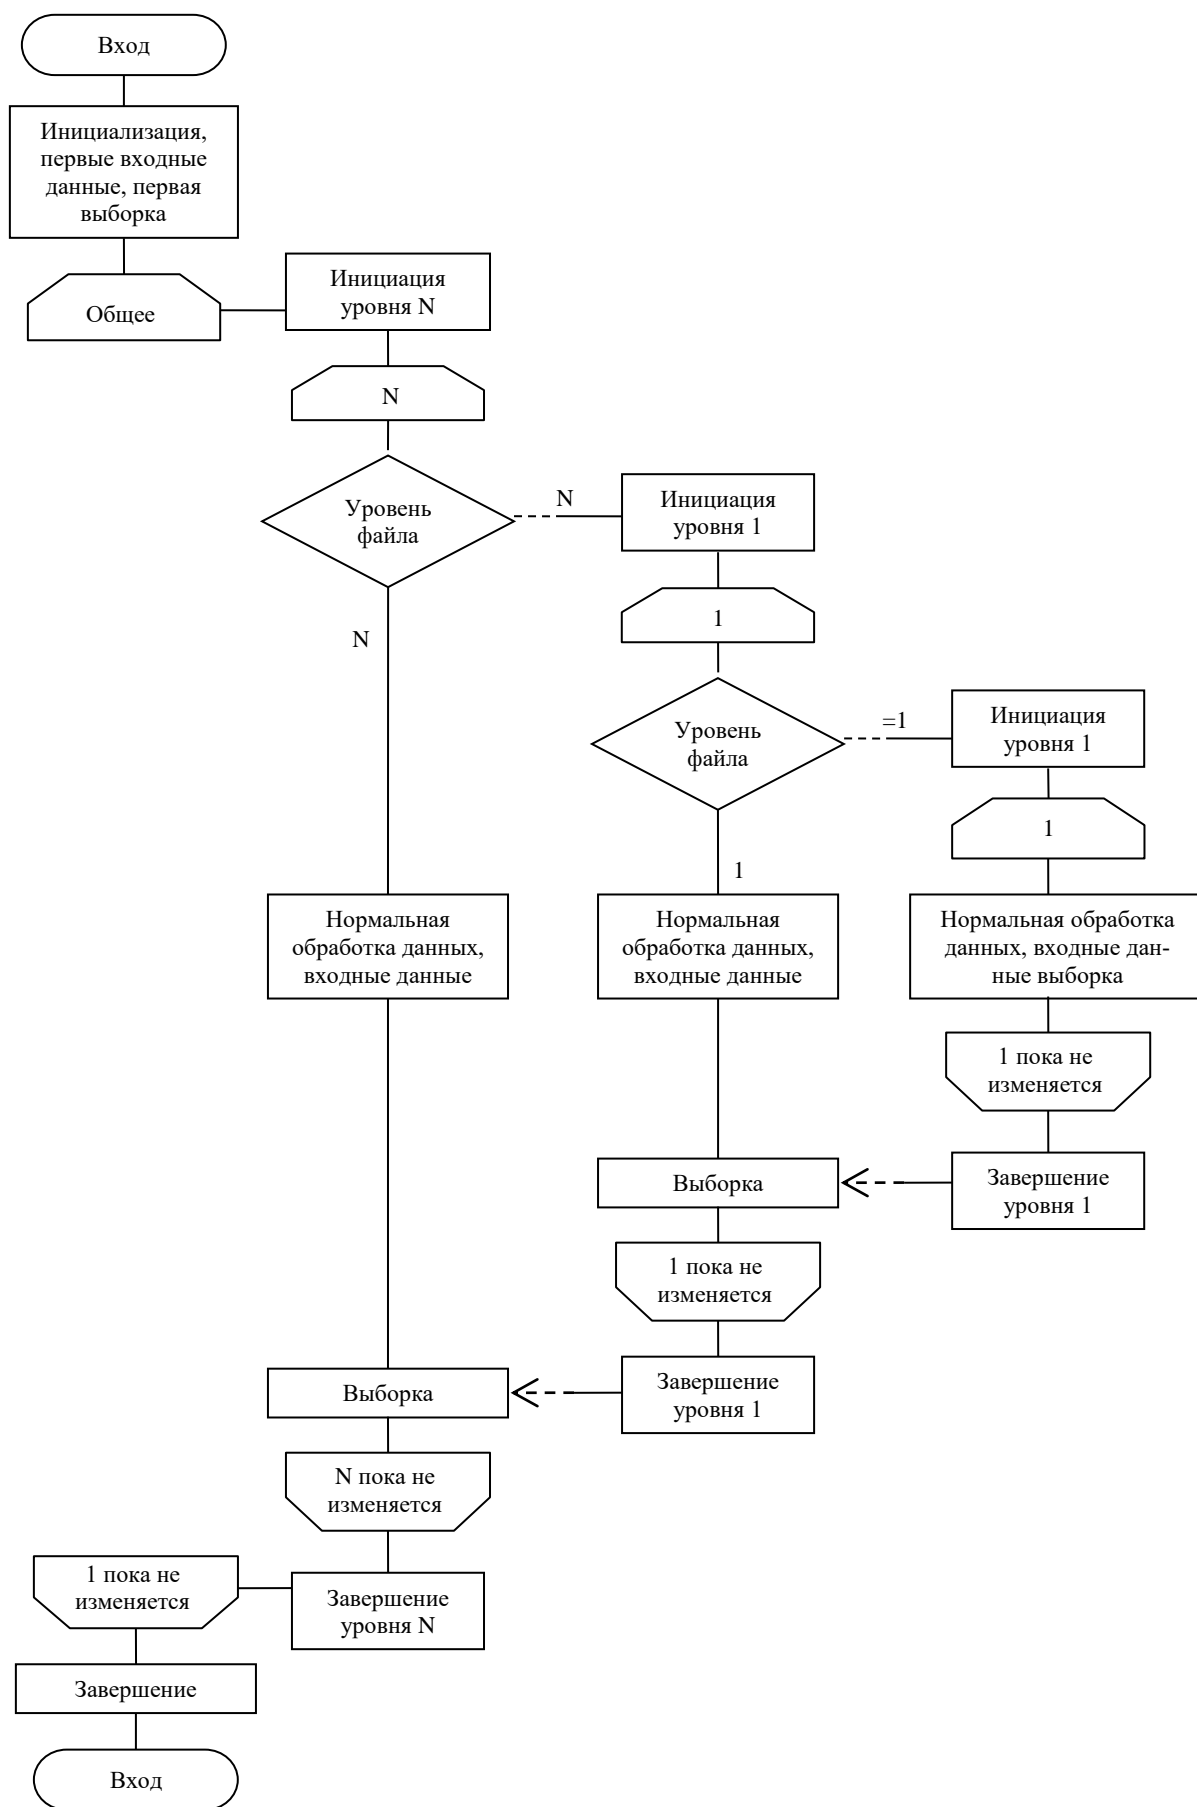 Вход
Инициализация,
первые входные
данные, первая
выборка
Общее
Инициация
уровня N
N
Уровень
файла
N
N
Инициация
уровня 1
1
Уровень
файла
=1
1
Инициация
уровня 1
1
Нормальная
обработка данных,
входные данные
Нормальная
обработка данных,
входные данные
Нормальная обработка
данных, входные дан-
ные выборка
1 пока не
изменяется
Завершение
уровня 1
Выборка
1 пока не
изменяется
Завершение
уровня 1
Выборка
N пока не
изменяется
Завершение
уровня N
1 пока не
изменяется
Завершение
Вход